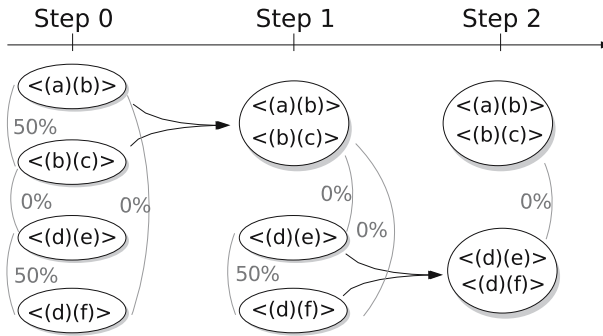 Step 0 Step 1 Step 2
<(a)(b)>
50%
<(b)(c)>
0%
0%
<(d)(e)>
50%
<(d)(f)>
<(a)(b)>
<(b)(c)>
0%
0%
<(d)(e)>
50%
<(d)(f)>
<(a)(b)>
<(b)(c)>
0%
<(d)(e)>
<(d)(f)>